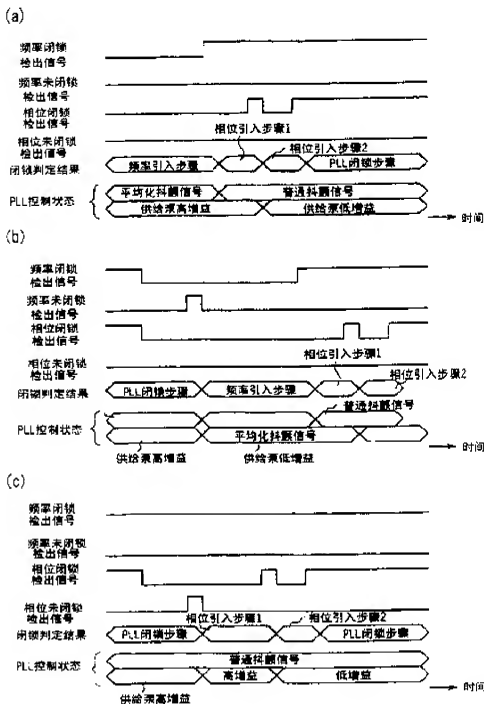 (a)
频率闭锁
检出信号
频率未闭锁
检出信号
相位闭锁
检出信号
相位引入步骤1
相位未闭锁
检出信号
相位引入步骤2
闭锁判定结果
频率引入步骤
PLL闭锁步骤
PLL控制状态
平均化抖颤信号
普通抖颤信号
供给泵高增益
供给泵低增益
时间
(b)
频率闭锁
检出信号
频率未闭锁
检出信号
相位闭锁
检出信号
相位未闭锁
检出信号
相位引入步骤1
相位引入步骤2
闭锁判定结果
PLL闭锁步骤
频率引入步骤
普通抖颤信号
PLL控制状态
平均化抖颤信号
时间
供给泵高增益
供给泵低增益
(c)
频率闭锁
检出信号
频率未闭锁
检出信号
相位闭锁
检出信号
相位未闭锁
检出信号
相位引入步骤1
相位引入步骤2
闭锁判定结果
PLL闭锁步骤
PLL闭锁步骤
PLL控制状态
普通抖颤信号
高增益
低增益
时间
供给泵高增益